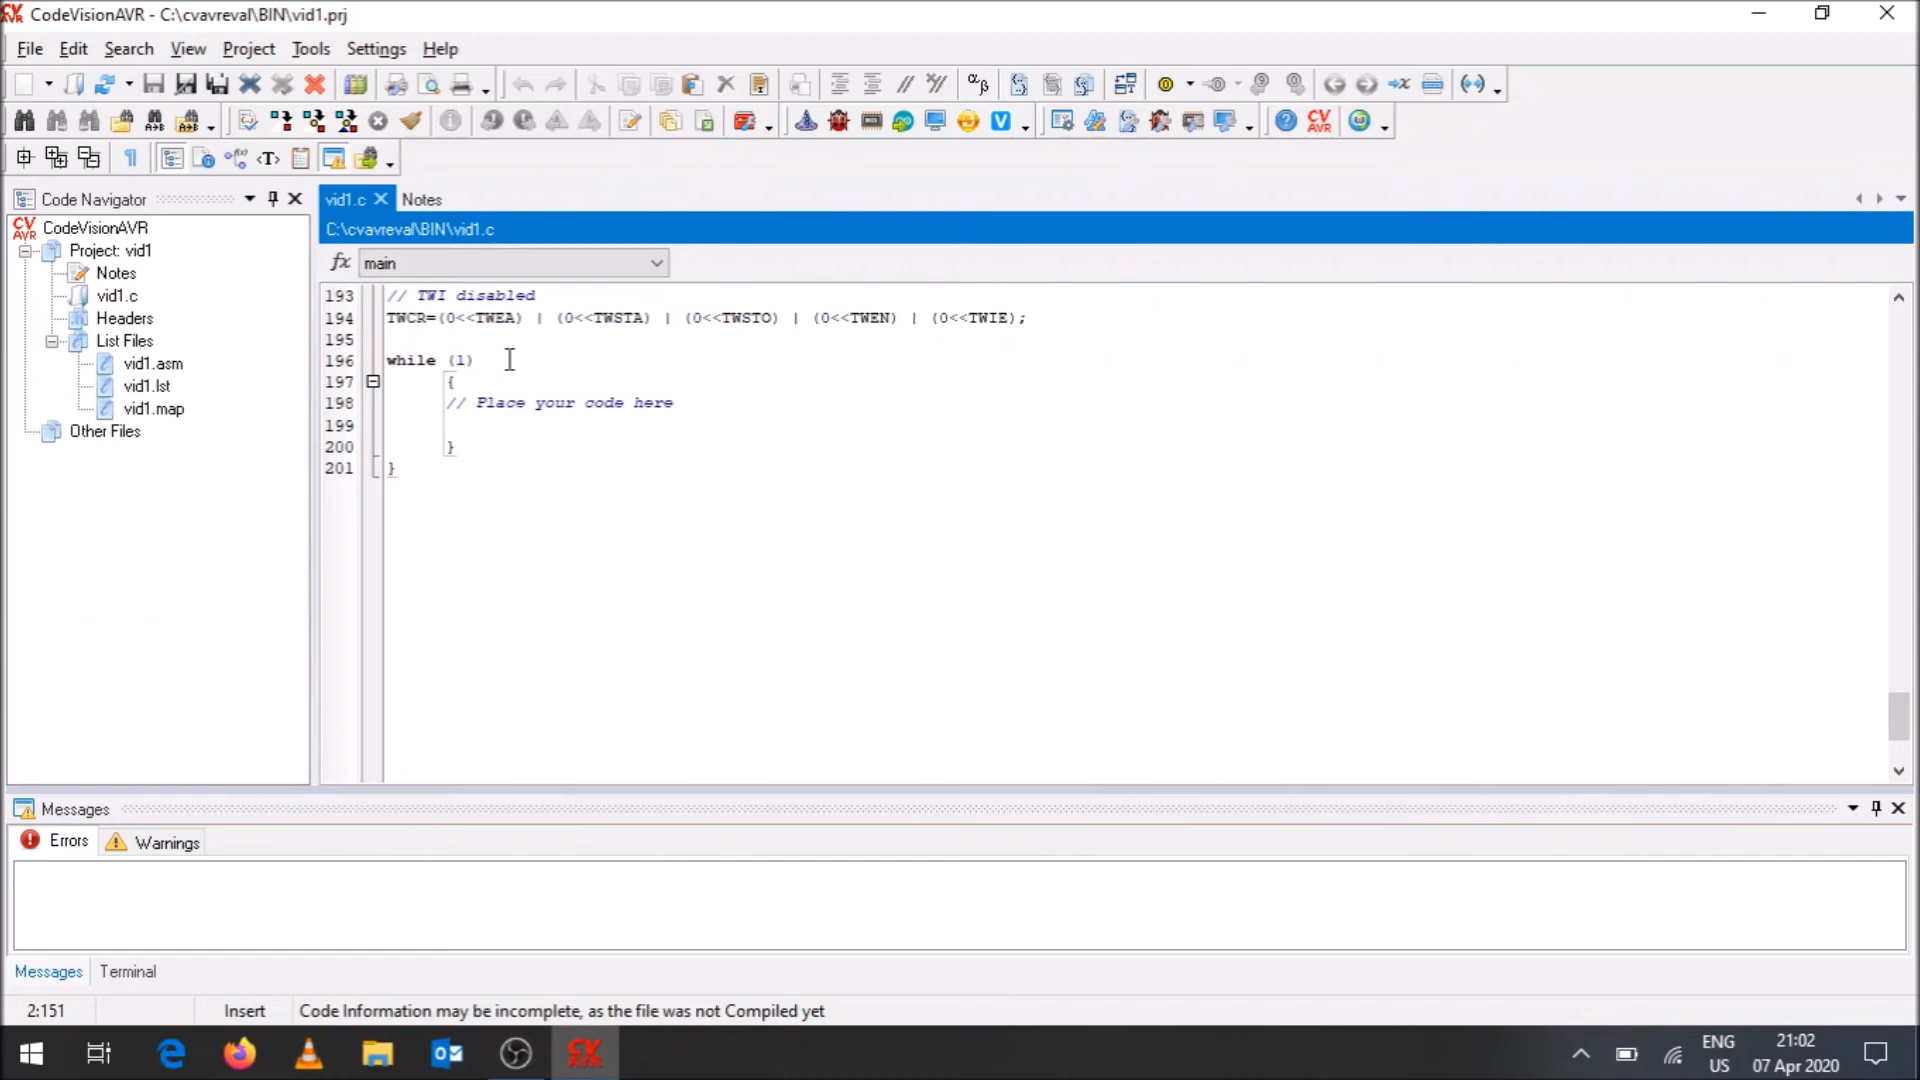 CodeVisionAVR - C:\cvavreval\BIN\vid1.prj
File Edit Search View Project Tools Settings Help
Code Navigator
vid1.c
Notes
CodeVisionAVR
C:\cvavreval\BIN\vid1.c
Project: vid1
Notes
vid1.c
Headers
List Files
vid1.asm
vid1.lst
vid1.map
Other Files
fx main
193 // TWI disabled
194 TWCR=(0<<TWEA) | (0<<TWSTA) | (0<<TWSTO) | (0<<TWEN) | (0<<TWIE);
195
196 while (1)
197 {
198 // Place your code here
199
200 }
201 }
Messages
Errors Warnings
Messages Terminal
2:151 Insert Code Information may be incomplete, as the file was not Compiled yet
ENG 21:02
US 07 Apr 2020